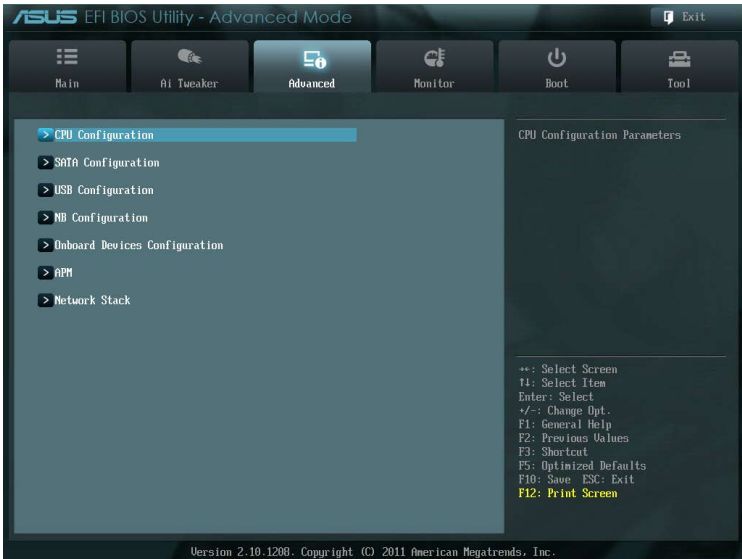 ASUS EFI BIOS Utility - Advanced Mode
Exit
Main
Ai Tweaker
Advanced
Monitor
Boot
Tool
> CPU Configuration
> SATA Configuration
> USB Configuration
> NB Configuration
> Onboard Devices Configuration
> APM
> Network Stack
CPU Configuration Parameters
→←: Select Screen
↑↓: Select Item
Enter: Select
+/-: Change Opt.
F1: General Help
F2: Previous Values
F3: Shortcut
F5: Optimized Defaults
F10: Save ESC: Exit
F12: Print Screen
Version 2.10.1208. Copyright (C) 2011 American Megatrends, Inc.